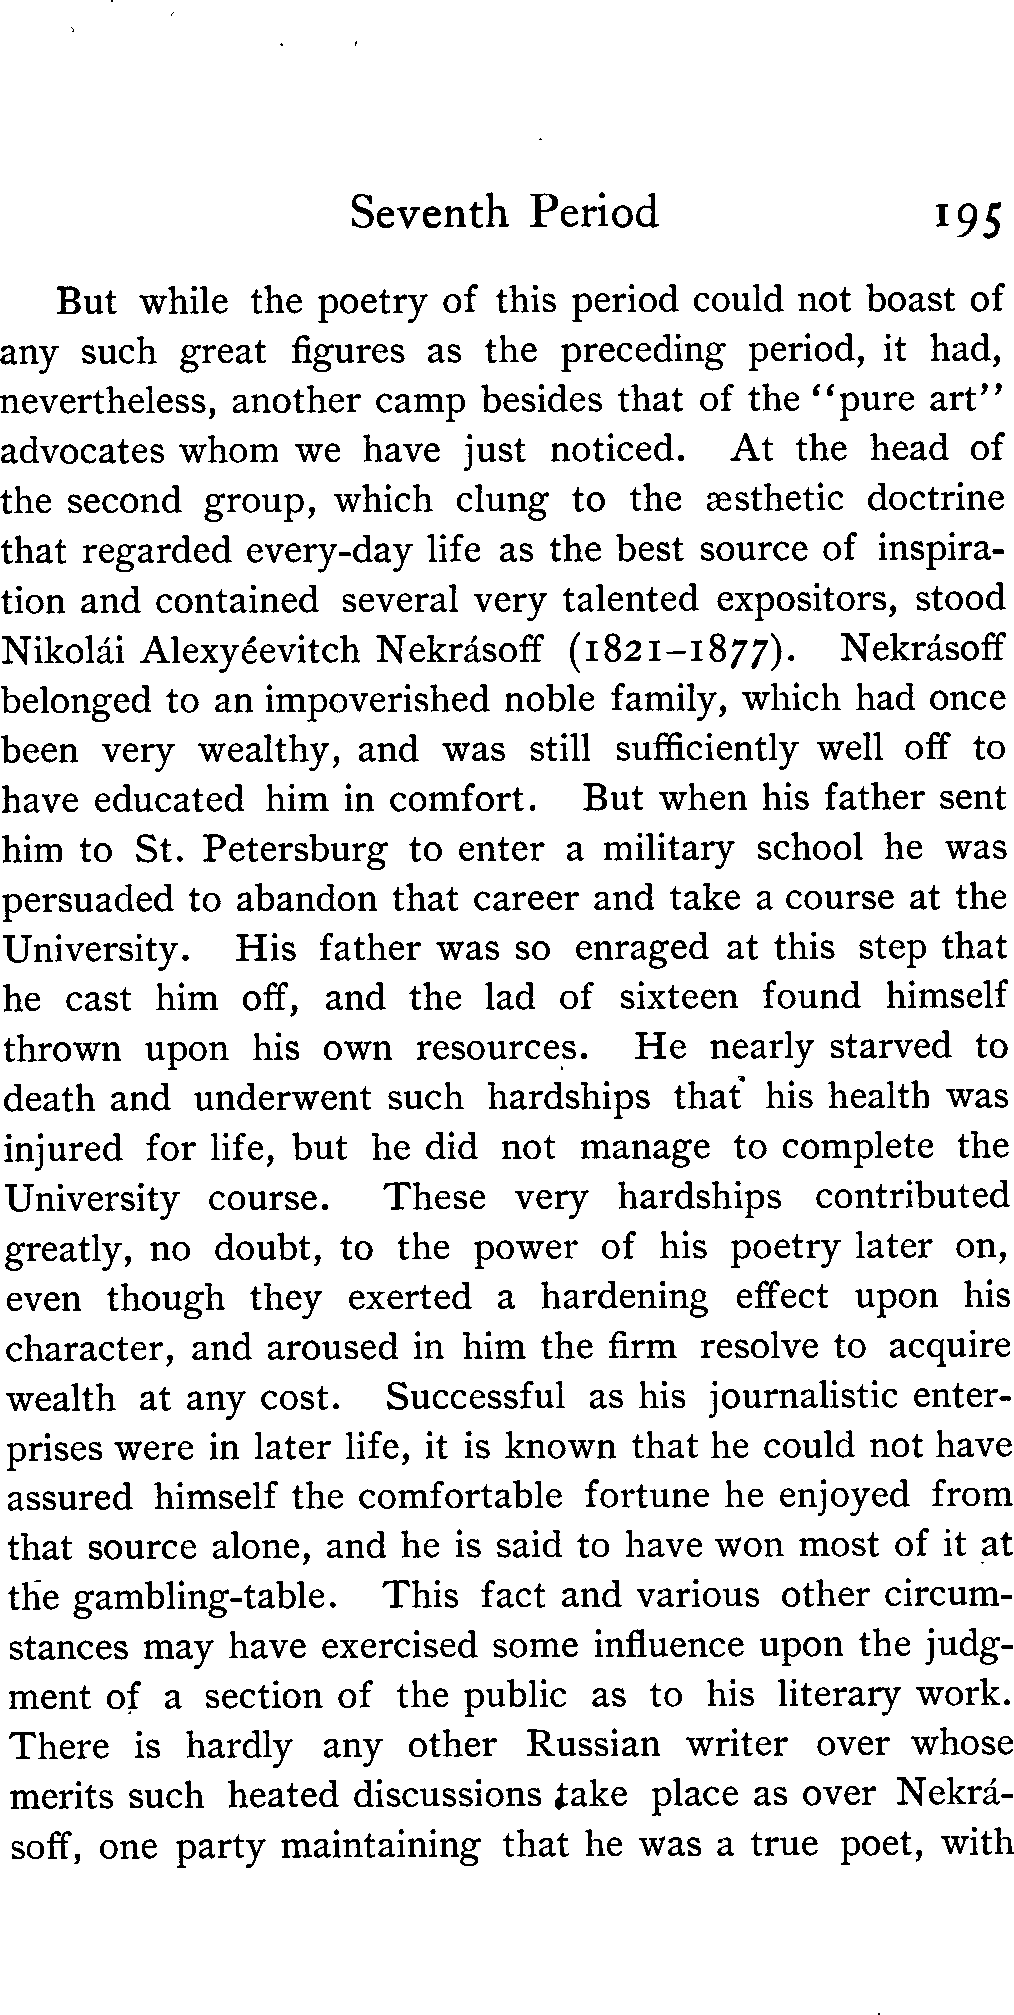 Seventh Period 195
But while the poetry of this period could not boast of
any such great figures as the preceding period, it had,
nevertheless, another camp besides that of the “pure art”
advocates whom we have just noticed. At the head of
the second group, which clung to the æsthetic doctrine
that regarded every-day life as the best source of inspira-
tion and contained several very talented expositors, stood
Nikolái Alexyéevitch Nekrásoff (1821–1877). Nekrásoff
belonged to an impoverished noble family, which had once
been very wealthy, and was still sufficiently well off to
have educated him in comfort. But when his father sent
him to St. Petersburg to enter a military school he was
persuaded to abandon that career and take a course at the
University. His father was so enraged at this step that
he cast him off, and the lad of sixteen found himself
thrown upon his own resources. He nearly starved to
death and underwent such hardships that his health was
injured for life, but he did not manage to complete the
University course. These very hardships contributed
greatly, no doubt, to the power of his poetry later on,
even though they exerted a hardening effect upon his
character, and aroused in him the firm resolve to acquire
wealth at any cost. Successful as his journalistic enter-
prises were in later life, it is known that he could not have
assured himself the comfortable fortune he enjoyed from
that source alone, and he is said to have won most of it at
the gambling-table. This fact and various other circum-
stances may have exercised some influence upon the judg-
ment of a section of the public as to his literary work.
There is hardly any other Russian writer over whose
merits such heated discussions take place as over Nekrá-
soff, one party maintaining that he was a true poet, with